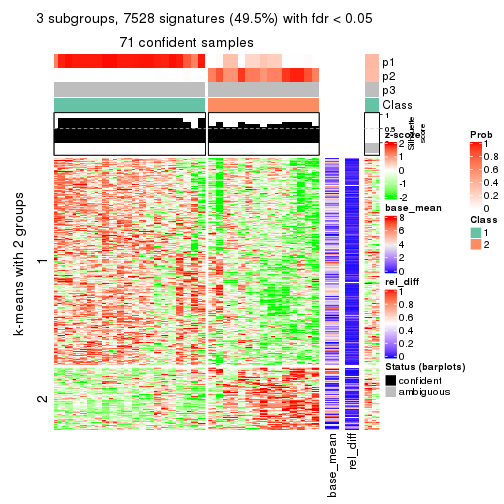 3 subgroups, 7528 signatures (49.5%) with fdr < 0.05
71 confident samples
p1
p2
p3
Class
1
0.5
0
Silhouette
score
k-means with 2 groups
1
2
base_mean
rel_diff
z-score
2
1
0
-1
-2
base_mean
8
6
4
2
0
rel_diff
1
0.8
0.6
0.4
0.2
0
Status (barplots)
confident
ambiguous
Prob
1
0.8
0.6
0.4
0.2
0
Class
1
2